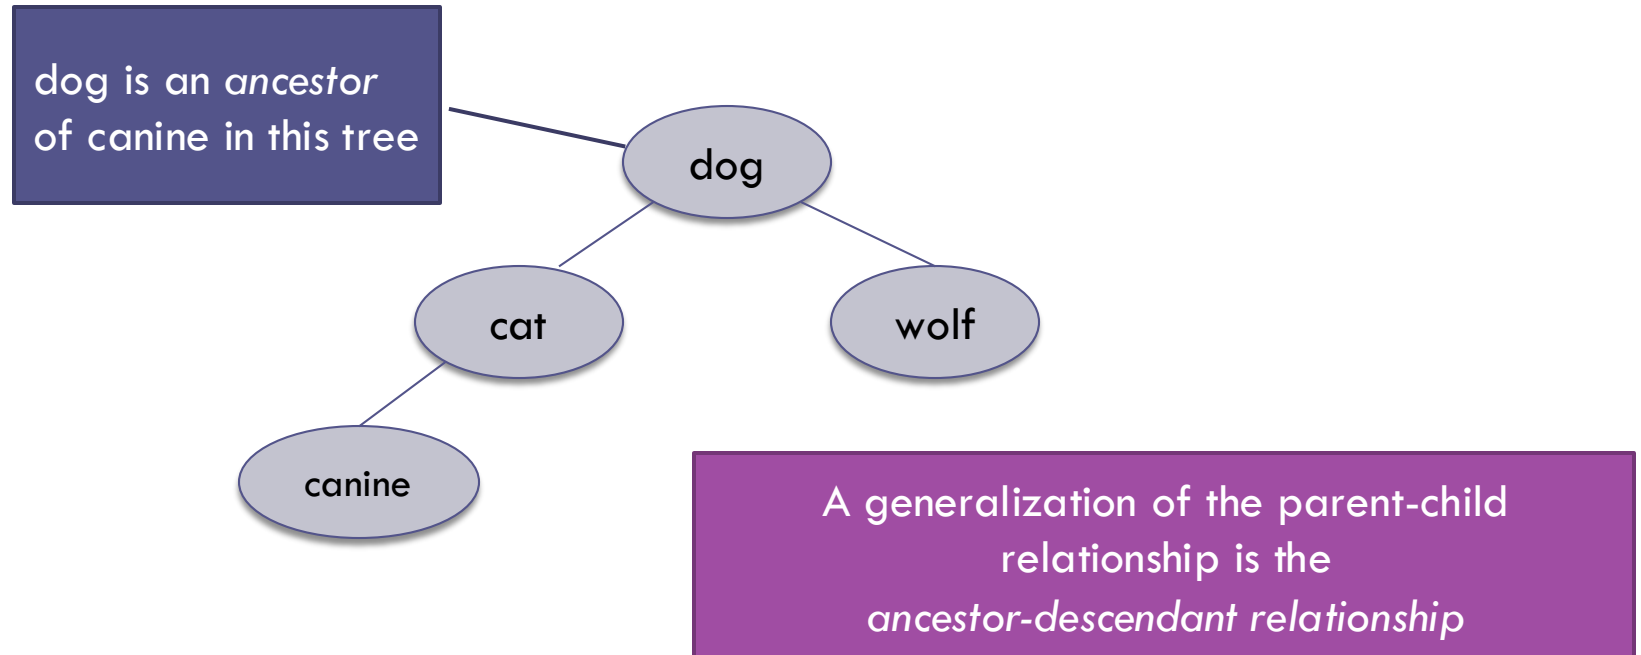 dog is an ancestor
of canine in this tree
dog
cat
wolf
canine
A generalization of the parent-child
relationship is the
ancestor-descendant relationship